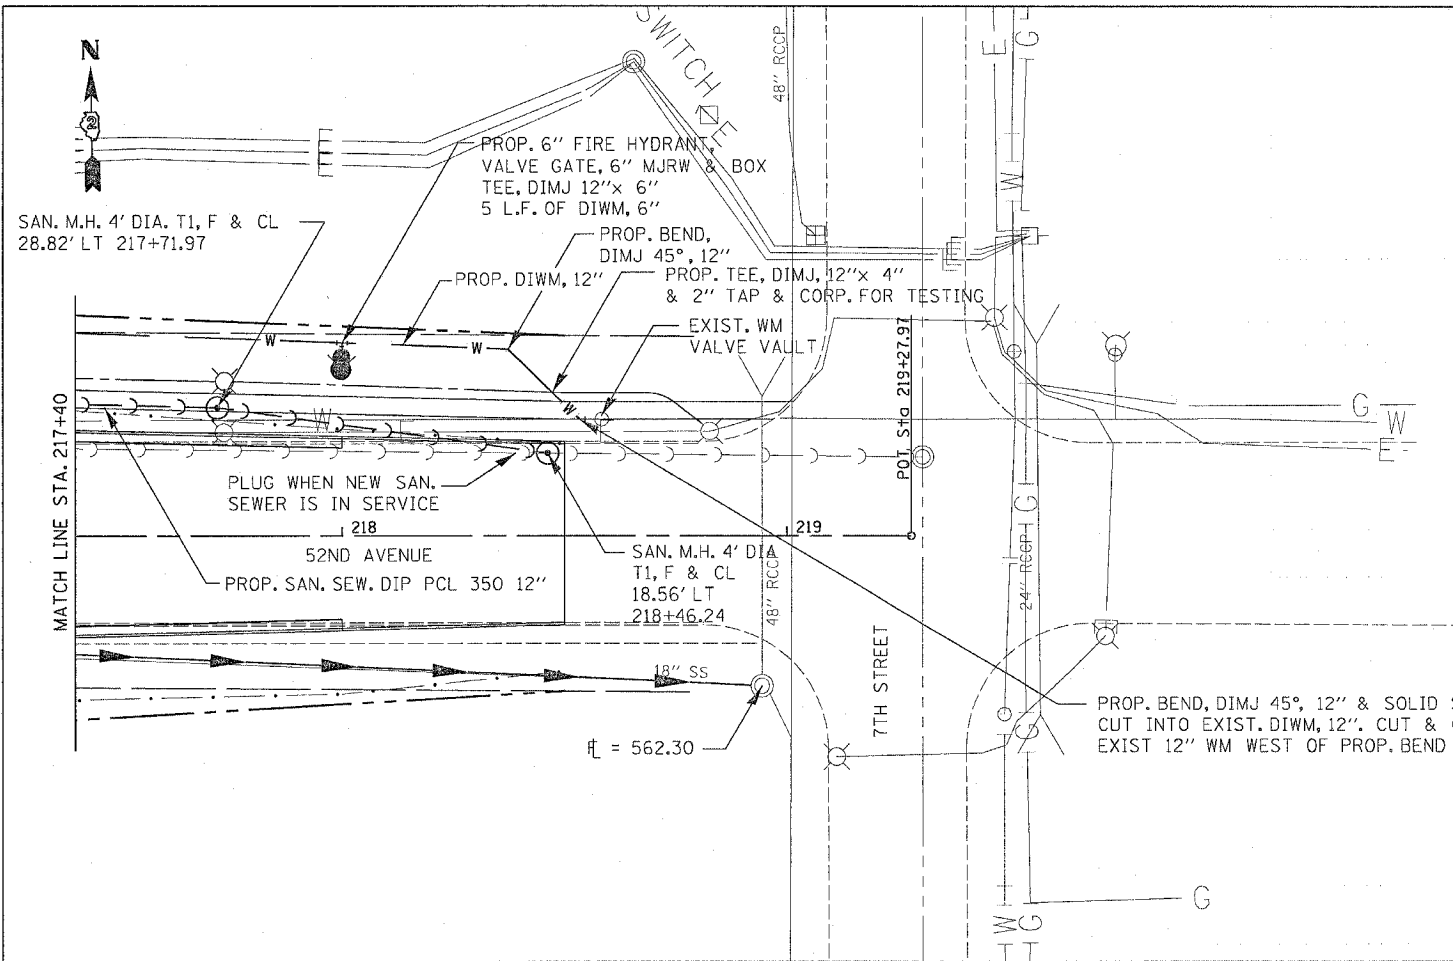 N
2
SWITCH
E
48" RCCP
E
W
G
E
W
PROP. 6" FIRE HYDRANT,
VALVE GATE, 6" MJRW & BOX
TEE, DIMJ 12" x 6"
5 L.F. OF DIWM, 6"
SAN. M.H. 4' DIA. T1, F & CL
28.82' LT 217+71.97
PROP. BEND,
DIMJ 45°, 12"
PROP. DIWM, 12"
PROP. TEE, DIMJ, 12" x 4"
& 2" TAP & CORP. FOR TESTING
E
EXIST. WM
VALVE VAULT
W
W
W
W
G
W
E
MATCH LINE STA. 217+40
POT Sta 219+27.97
PLUG WHEN NEW SAN.
SEWER IS IN SERVICE
218
219
52ND AVENUE
PROP. SAN. SEW. DIP PCL 350 12"
SAN. M.H. 4' DIA
T1, F & CL
18.56' LT
218+46.24
48" RCCP
24" RCCP
G
18" SS
7TH STREET
℄ = 562.30
PROP. BEND, DIMJ 45°, 12" & SOLID
CUT INTO EXIST. DIWM, 12". CUT &
EXIST 12" WM WEST OF PROP. BEND
G
G
W
G